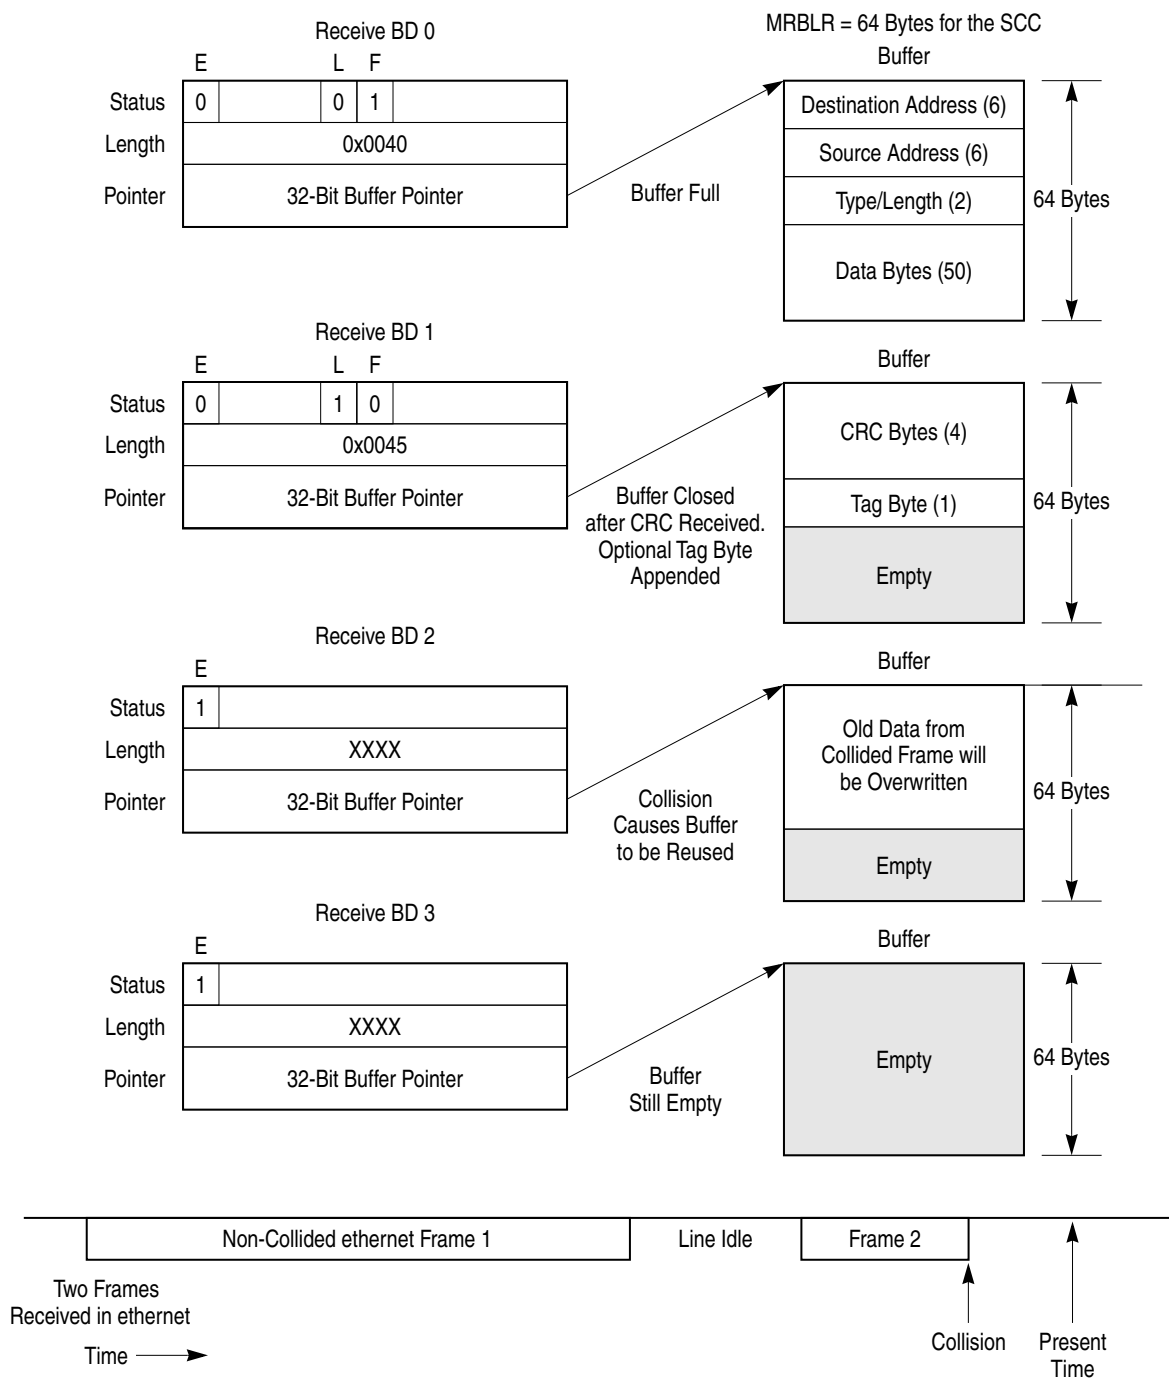 MRBLR = 64 Bytes for the SCC
Receive BD 0
Buffer
E L F
Status 0 0 1
Length 0x0040
Pointer 32-Bit Buffer Pointer
Buffer Full
Destination Address (6)
Source Address (6)
Type/Length (2)
Data Bytes (50)
64 Bytes
Receive BD 1
Buffer
E L F
Status 0 1 0
Length 0x0045
Pointer 32-Bit Buffer Pointer
Buffer Closed
after CRC Received.
Optional Tag Byte
Appended
CRC Bytes (4)
Tag Byte (1)
Empty
64 Bytes
Receive BD 2
Buffer
E
Status 1
Length XXXX
Pointer 32-Bit Buffer Pointer
Collision
Causes Buffer
to be Reused
Old Data from
Collided Frame will
be Overwritten
Empty
64 Bytes
Receive BD 3
Buffer
E
Status 1
Length XXXX
Pointer 32-Bit Buffer Pointer
Buffer
Still Empty
Empty
64 Bytes
Non-Collided ethernet Frame 1
Line Idle
Frame 2
Two Frames
Received in ethernet
Time
Collision
Present
Time